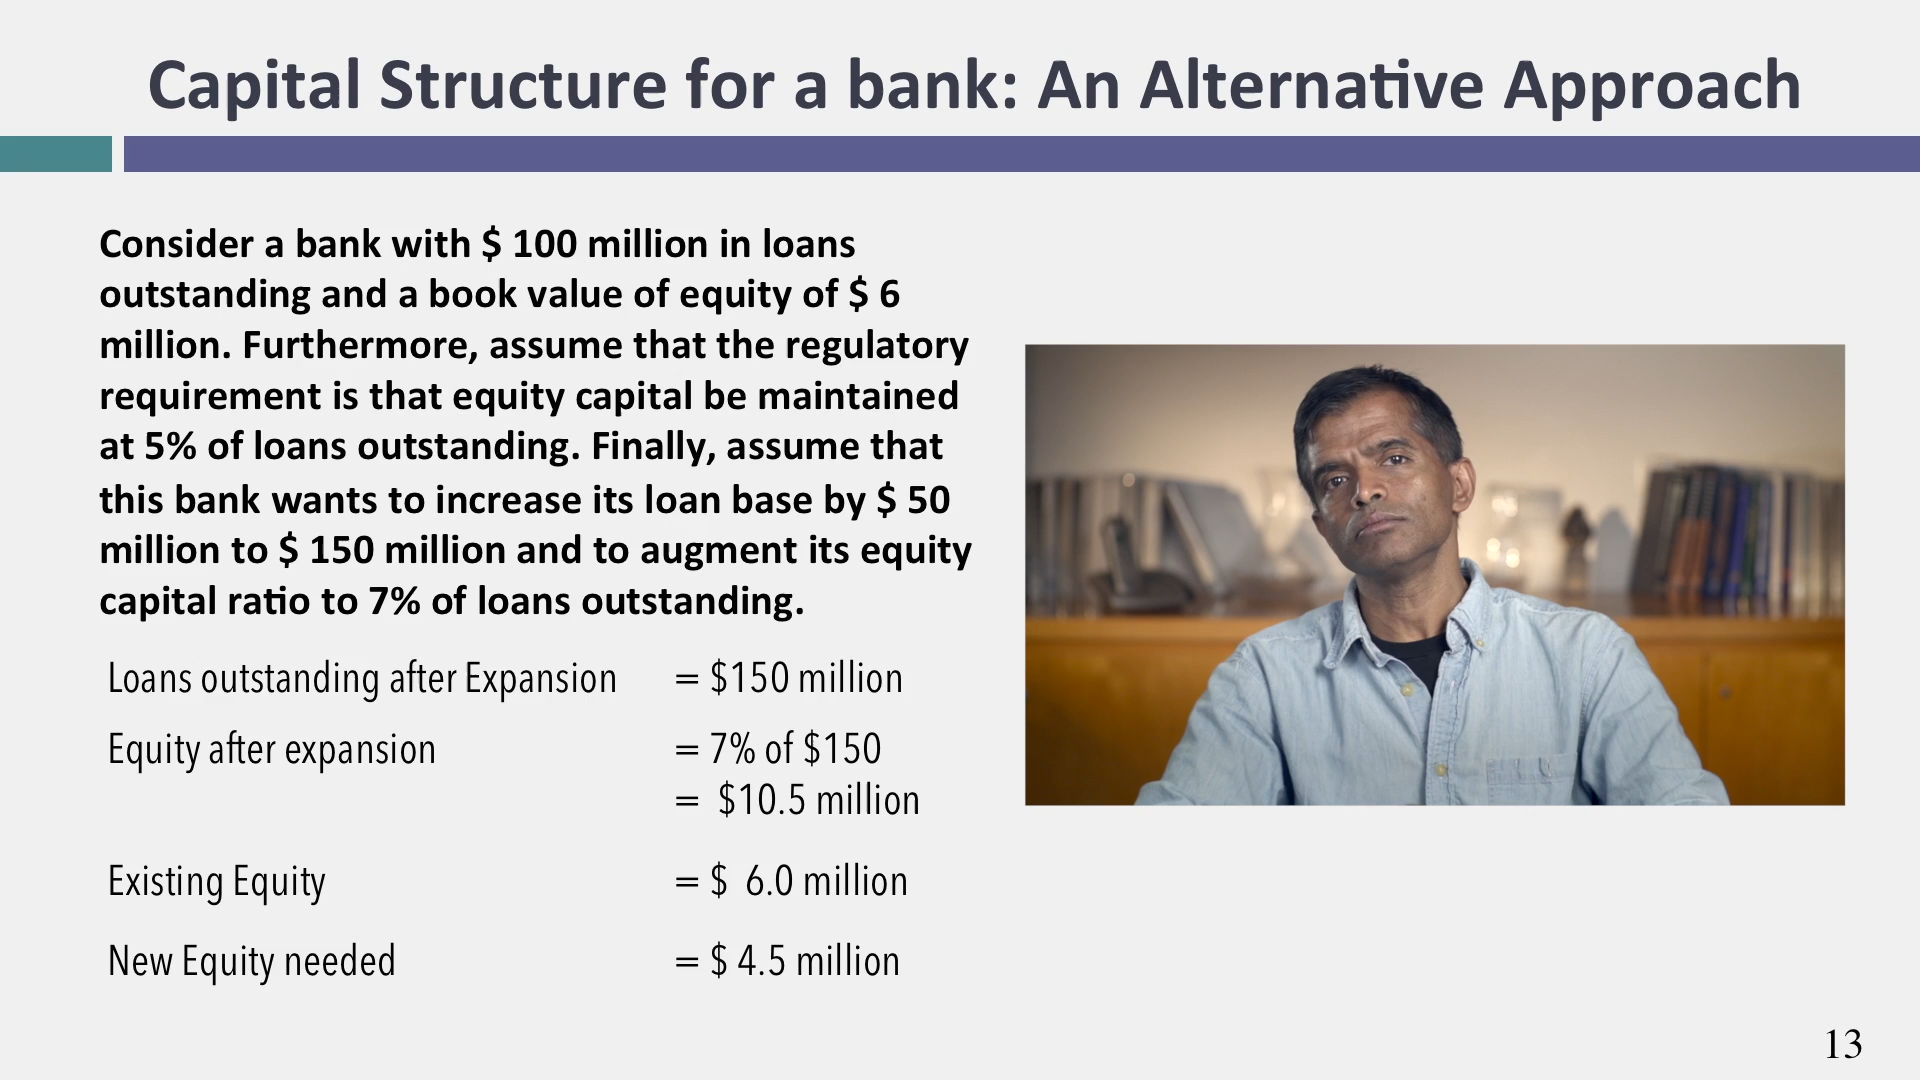 Capital Structure for a bank: An Alternative Approach
Consider a bank with $ 100 million in loans
outstanding and a book value of equity of $ 6
million. Furthermore, assume that the regulatory
requirement is that equity capital be maintained
at 5% of loans outstanding. Finally, assume that
this bank wants to increase its loan base by $ 50
million to $ 150 million and to augment its equity
capital ratio to 7% of loans outstanding.
Loans outstanding after Expansion = $150 million
Equity after expansion = 7% of $150
= $10.5 million
Existing Equity = $ 6.0 million
New Equity needed = $ 4.5 million
13